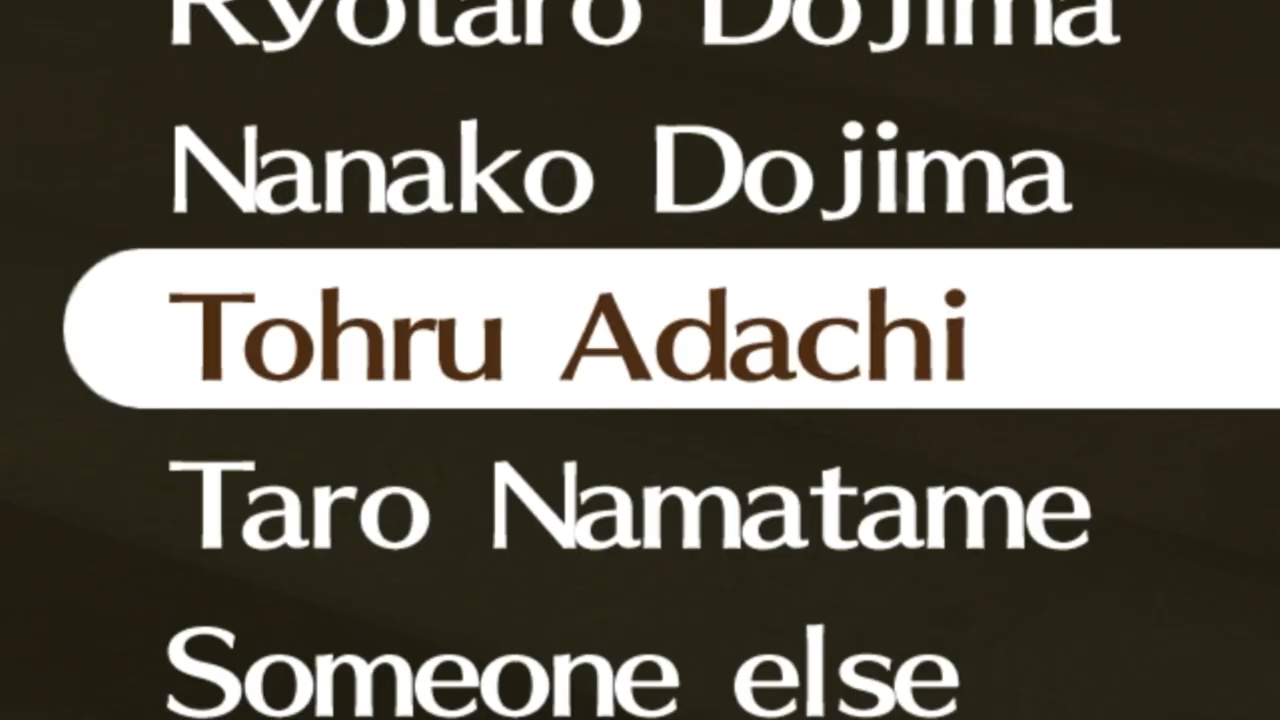 Ryotaro Dojima
Nanako Dojima
Tohru Adachi
Taro Namatame
Someone else